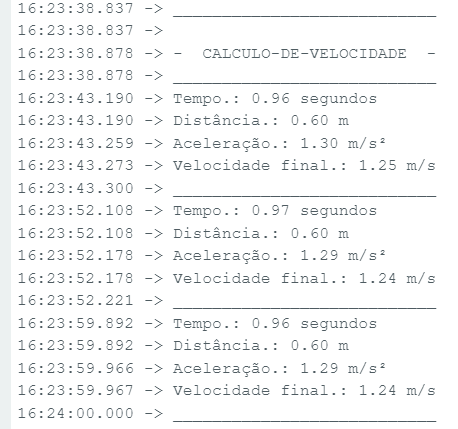 16:23:38.837 -> ___________________________
16:23:38.837 ->
16:23:38.878 -> -  CALCULO-DE-VELOCIDADE  -
16:23:38.878 -> ___________________________
16:23:43.190 -> Tempo.: 0.96 segundos
16:23:43.190 -> Distância.: 0.60 m
16:23:43.259 -> Aceleração.: 1.30 m/s²
16:23:43.273 -> Velocidade final.: 1.25 m/s
16:23:43.300 -> ___________________________
16:23:52.108 -> Tempo.: 0.97 segundos
16:23:52.108 -> Distância.: 0.60 m
16:23:52.178 -> Aceleração.: 1.29 m/s²
16:23:52.178 -> Velocidade final.: 1.24 m/s
16:23:52.221 -> ___________________________
16:23:59.892 -> Tempo.: 0.96 segundos
16:23:59.892 -> Distância.: 0.60 m
16:23:59.966 -> Aceleração.: 1.29 m/s²
16:23:59.967 -> Velocidade final.: 1.24 m/s
16:24:00.000 -> ___________________________